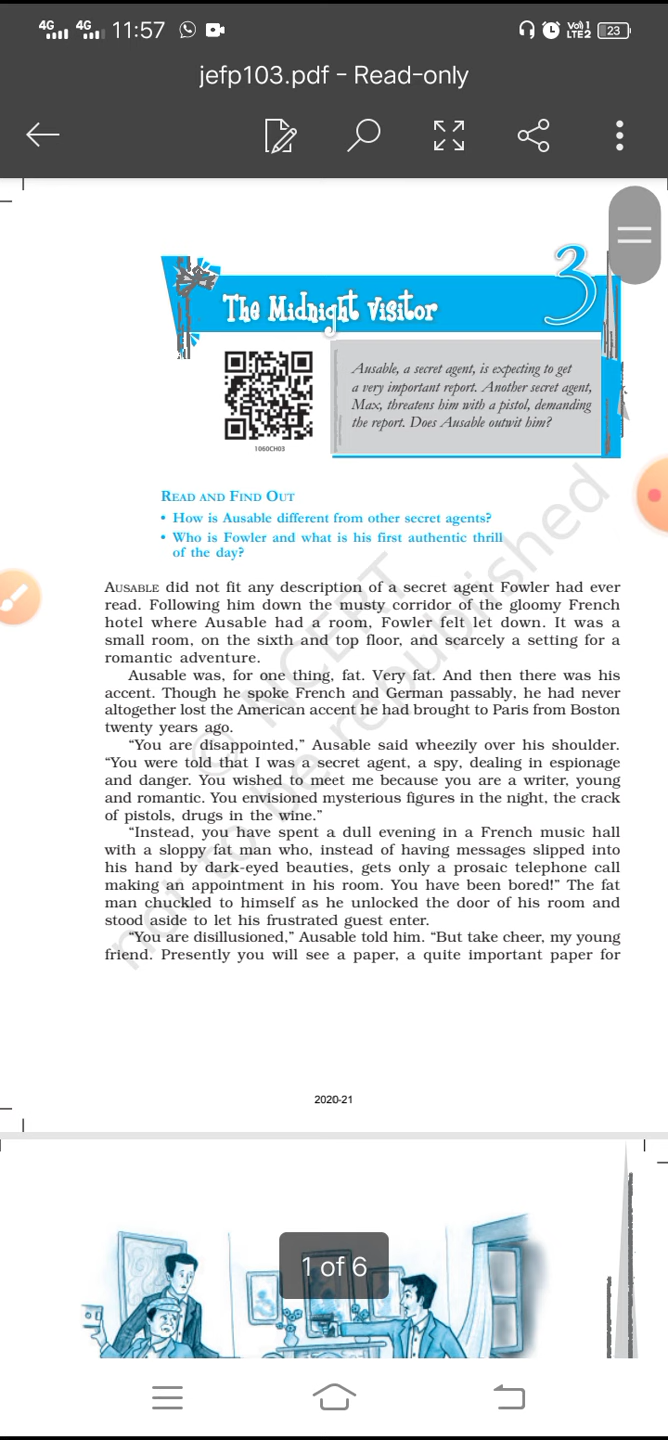 4G 4G 11:57 Vo) 1 LTE2 23
jefp103.pdf - Read-only
The Midnight Visitor
3
Ausable, a secret agent, is expecting to get
a very important report. Another secret agent,
Max, threatens him with a pistol, demanding
the report. Does Ausable outwit him?
1060CH03
READ AND FIND OUT
• How is Ausable different from other secret agents?
• Who is Fowler and what is his first authentic thrill
of the day?
AUSABLE did not fit any description of a secret agent Fowler had ever
read. Following him down the musty corridor of the gloomy French
hotel where Ausable had a room, Fowler felt let down. It was a
small room, on the sixth and top floor, and scarcely a setting for a
romantic adventure.
Ausable was, for one thing, fat. Very fat. And then there was his
accent. Though he spoke French and German passably, he had never
altogether lost the American accent he had brought to Paris from Boston
twenty years ago.
“You are disappointed,” Ausable said wheezily over his shoulder.
“You were told that I was a secret agent, a spy, dealing in espionage
and danger. You wished to meet me because you are a writer, young
and romantic. You envisioned mysterious figures in the night, the crack
of pistols, drugs in the wine.”
“Instead, you have spent a dull evening in a French music hall
with a sloppy fat man who, instead of having messages slipped into
his hand by dark-eyed beauties, gets only a prosaic telephone call
making an appointment in his room. You have been bored!” The fat
man chuckled to himself as he unlocked the door of his room and
stood aside to let his frustrated guest enter.
“You are disillusioned,” Ausable told him. “But take cheer, my young
friend. Presently you will see a paper, a quite important paper for
© NCERT
not to be republished
2020-21
1 of 6